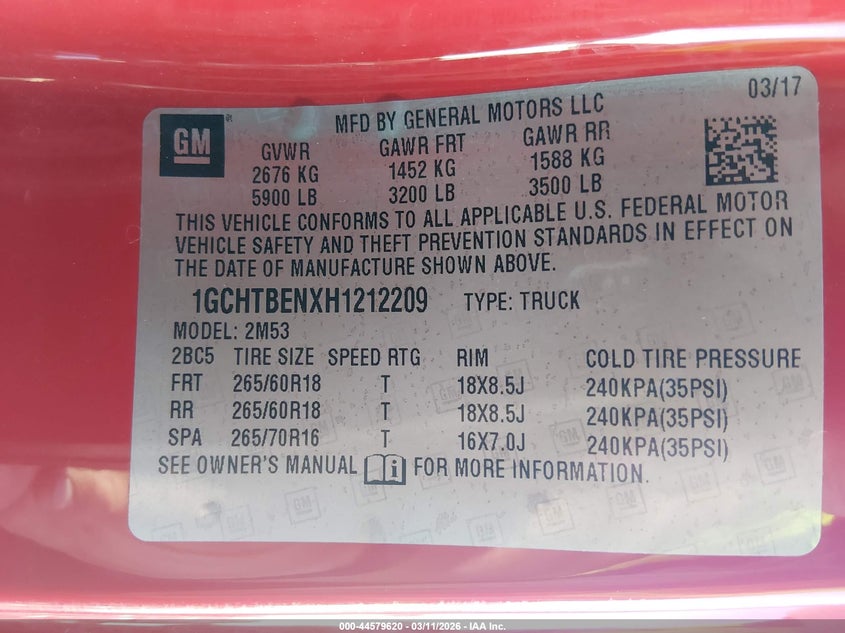 03/17
GM
MFD BY GENERAL MOTORS LLC
GVWR GAWR FRT GAWR RR
2676 KG 1452 KG 1588 KG
5900 LB 3200 LB 3500 LB
THIS VEHICLE CONFORMS TO ALL APPLICABLE U.S. FEDERAL MOTOR
VEHICLE SAFETY AND THEFT PREVENTION STANDARDS IN EFFECT ON
THE DATE OF MANUFACTURE SHOWN ABOVE.
1GCHTBENXH1212209 TYPE: TRUCK
MODEL: 2M53
2BC5 TIRE SIZE SPEED RTG RIM COLD TIRE PRESSURE
FRT 265/60R18 T 18X8.5J 240KPA(35PSI)
RR 265/60R18 T 18X8.5J 240KPA(35PSI)
SPA 265/70R16 T 16X7.0J 240KPA(35PSI)
SEE OWNER'S MANUAL i FOR MORE INFORMATION.
000-44579620 - 03/11/2026 - IAA Inc.